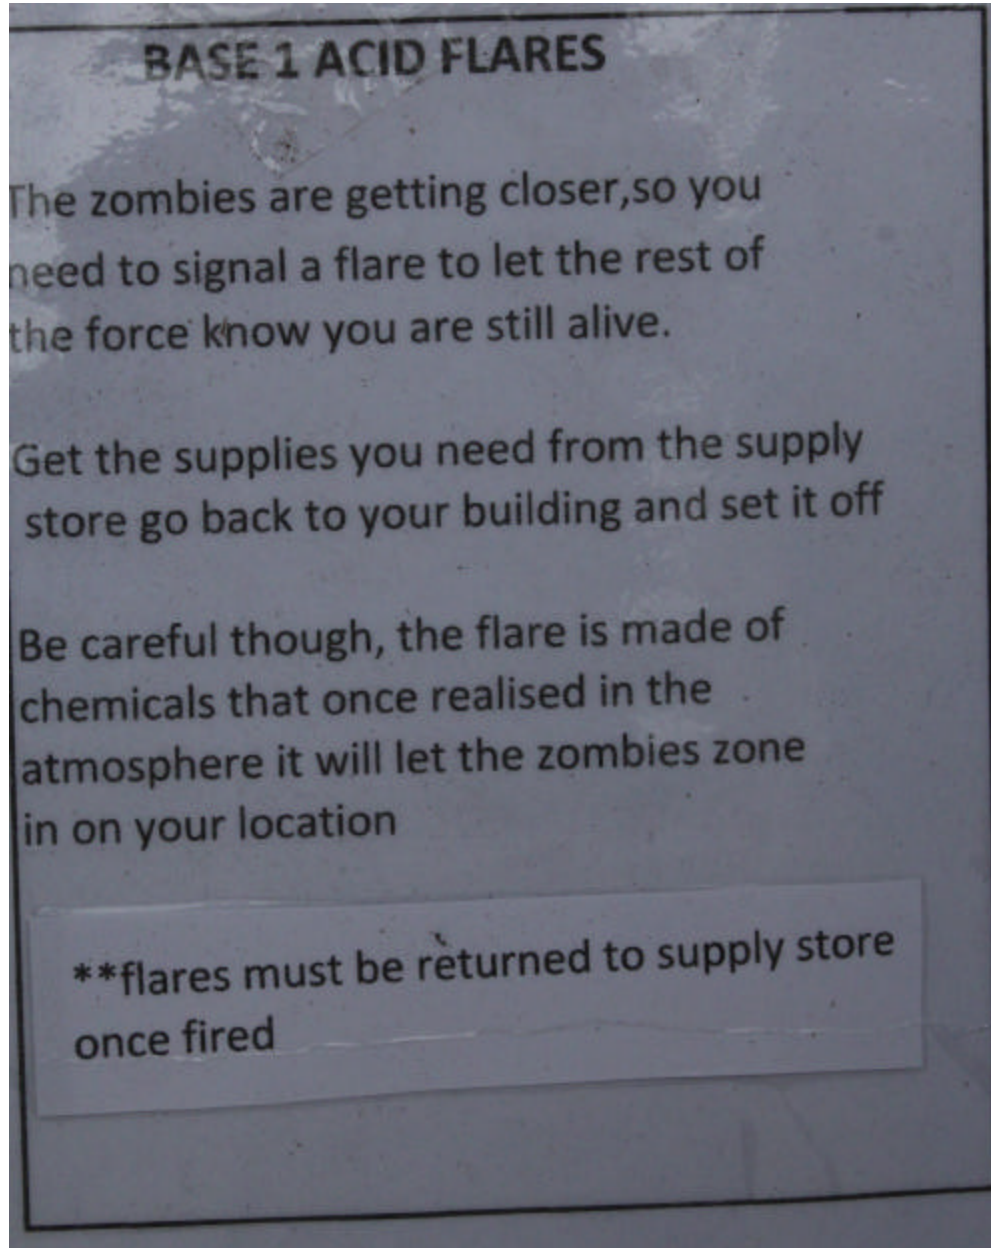 BASE 1 ACID FLARES
The zombies are getting closer,so you
need to signal a flare to let the rest of
the force know you are still alive.
Get the supplies you need from the supply
store go back to your building and set it off
Be careful though, the flare is made of
chemicals that once realised in the
atmosphere it will let the zombies zone
in on your location
**flares must be returned to supply store
once fired